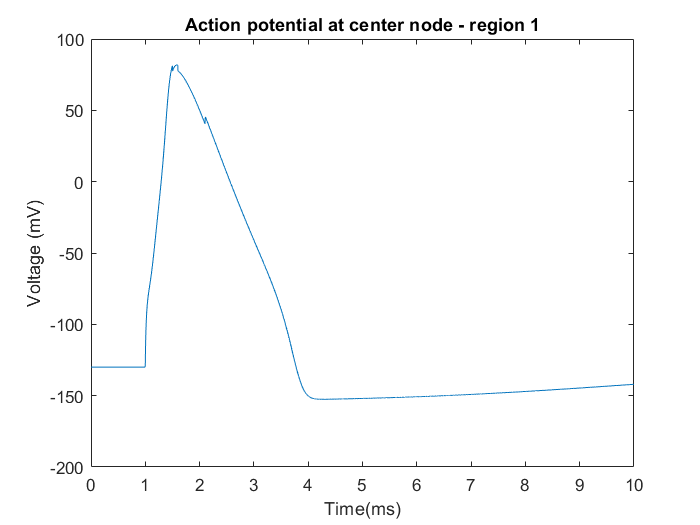 Action potential at center node - region 1
Voltage (mV)
100
50
0
-50
-100
-150
-200
0 1 2 3 4 5 6 7 8 9 10
Time(ms)